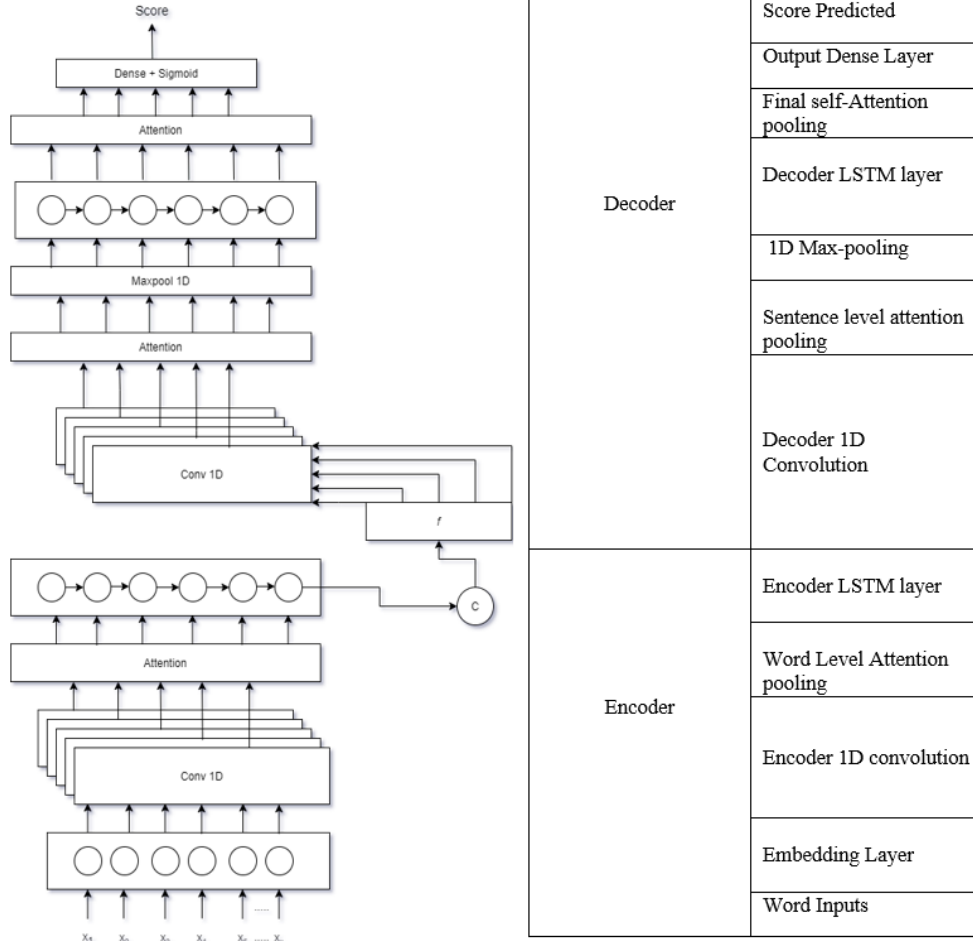 Score
Dense + Sigmoid
Attention
Maxpool 1D
Attention
Conv 1D
f
C
Attention
Conv 1D
Decoder
Score Predicted
Output Dense Layer
Final self-Attention
pooling
Decoder LSTM layer
1D Max-pooling
Sentence level attention
pooling
Decoder 1D
Convolution
Encoder
Encoder LSTM layer
Word Level Attention
pooling
Encoder 1D convolution
Embedding Layer
Word Inputs